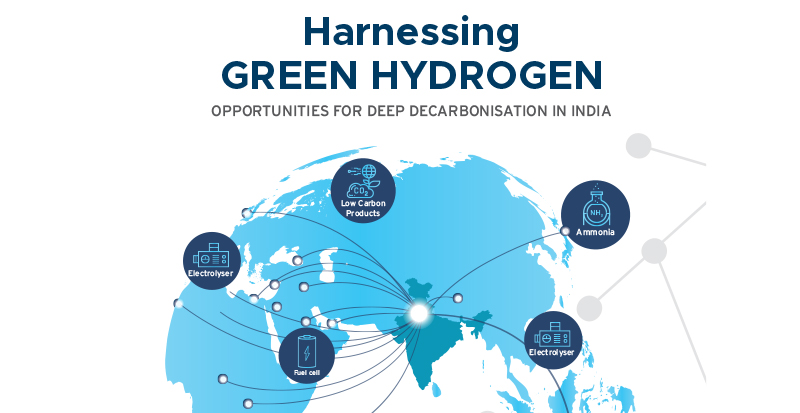 Harnessing
GREEN HYDROGEN
OPPORTUNITIES FOR DEEP DECARBONISATION IN INDIA
CO₂
Low Carbon
Products
NH₃
Ammonia
Electrolyser
Electrolyser
Fuel cell